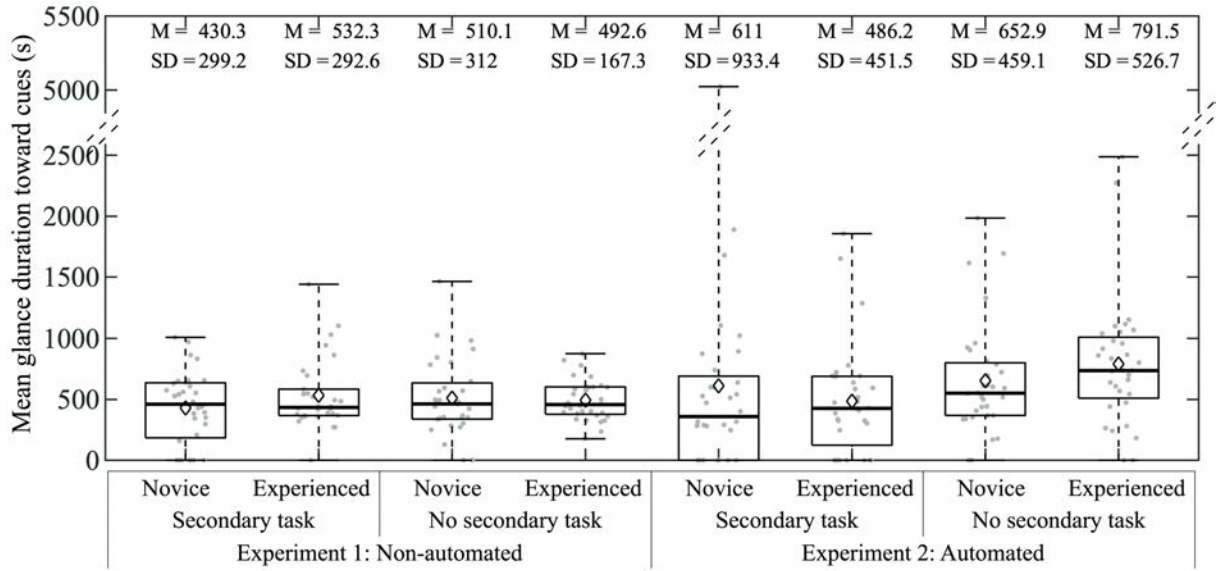 Mean glance duration toward cues (s)
5500
5000
2500
2000
1500
1000
500
0
M = 430.3
SD = 299.2
M = 532.3
SD = 292.6
M = 510.1
SD = 312
M = 492.6
SD = 167.3
M = 611
SD = 933.4
M = 486.2
SD = 451.5
M = 652.9
SD = 459.1
M = 791.5
SD = 526.7
Novice Experienced Novice Experienced Novice Experienced Novice Experienced
Secondary task No secondary task Secondary task No secondary task
Experiment 1: Non-automated Experiment 2: Automated